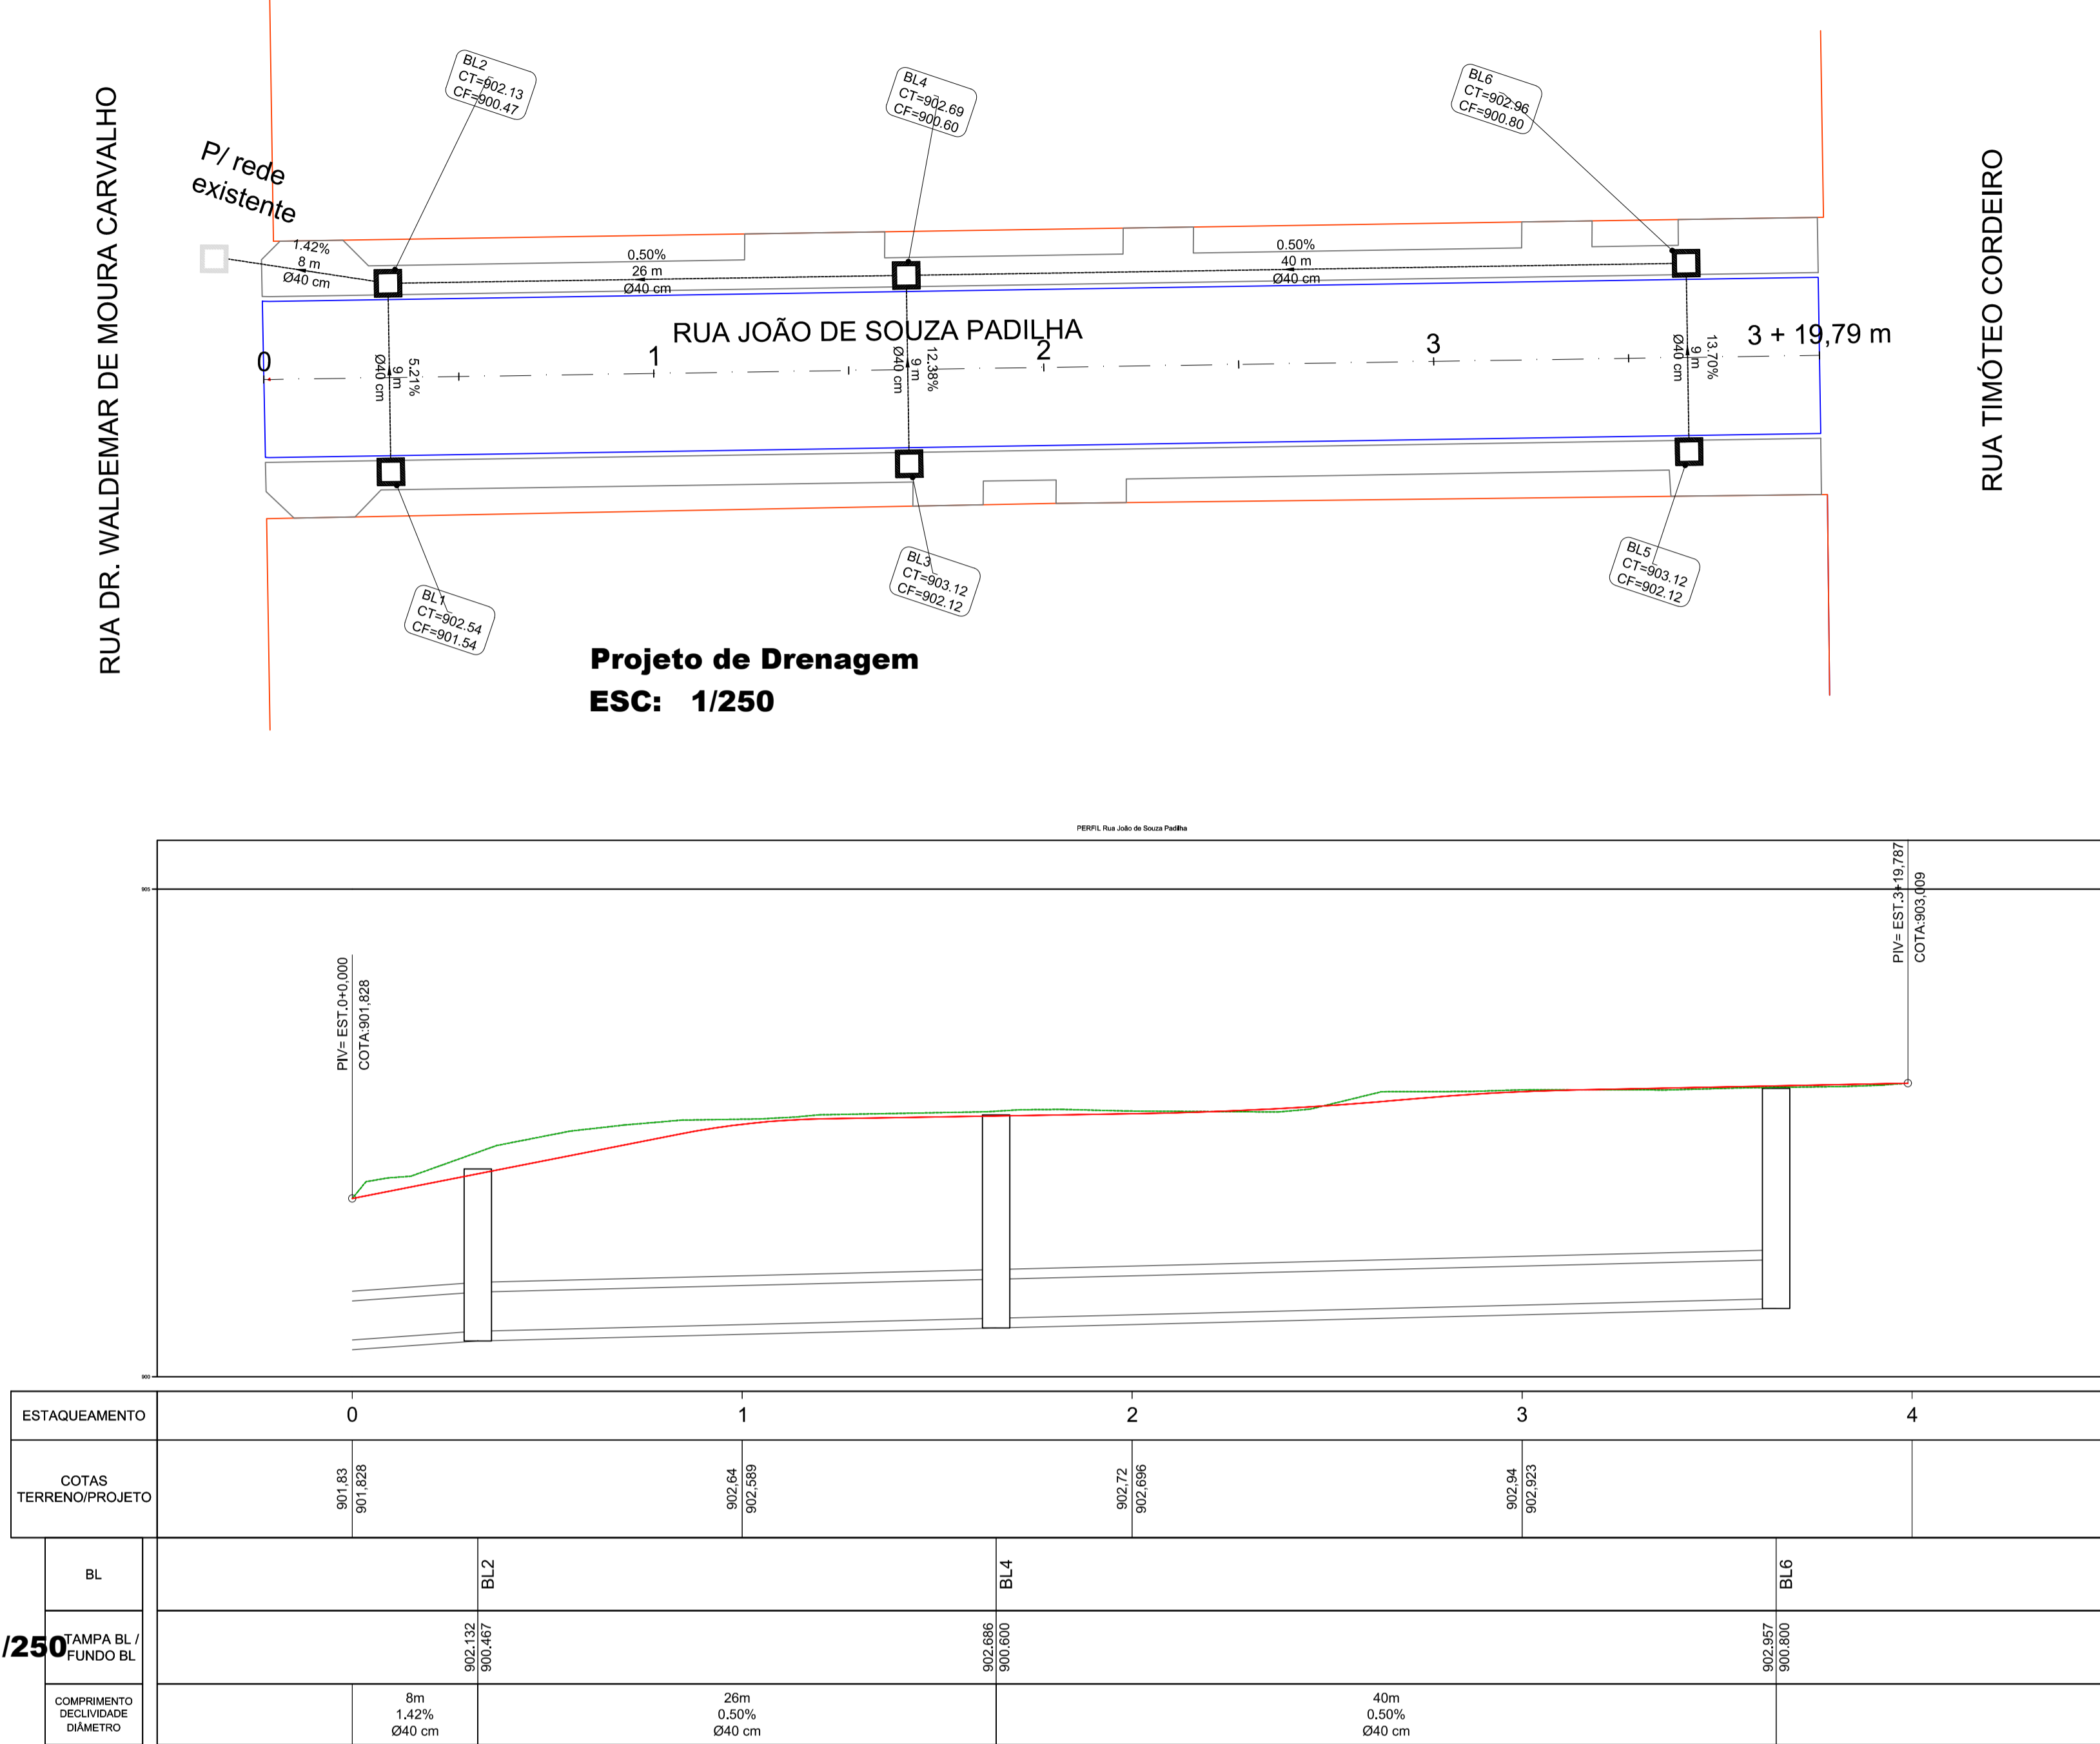 RUA DR. WALDEMAR DE MOURA CARVALHO
P/ rede
existente
BL2
CT=902.13
CF=900.47
BL4
CT=902.69
CF=900.60
BL6
CT=902.96
CF=900.80
RUA TIMÓTEO CORDEIRO
1.42%
8 m
Ø40 cm
0.50%
26 m
Ø40 cm
0.50%
40 m
Ø40 cm
RUA JOÃO DE SOUZA PADILHA
0
1
2
3
3 + 19,79 m
5.21%
9 m
Ø40 cm
12.38%
9 m
Ø40 cm
13.70%
9 m
Ø40 cm
BL1
CT=902.54
CF=901.54
BL3
CT=903.12
CF=902.12
BL5
CT=903.12
CF=902.12
Projeto de Drenagem
ESC: 1/250
PERFIL Rua João de Souza Padilha
905
PIV= EST.0+0,000
COTA:901,828
PIV= EST.3+19,787
COTA:903,009
900
ESTAQUEAMENTO
0
1
2
3
4
COTAS
TERRENO/PROJETO
901,83
901,828
902,64
902,589
902,72
902,696
902,94
902,923
BL
BL2
BL4
BL6
/250
TAMPA BL /
FUNDO BL
902.132
900.467
902.686
900.600
902.957
900.800
COMPRIMENTO
DECLIVIDADE
DIÂMETRO
8m
1.42%
Ø40 cm
26m
0.50%
Ø40 cm
40m
0.50%
Ø40 cm